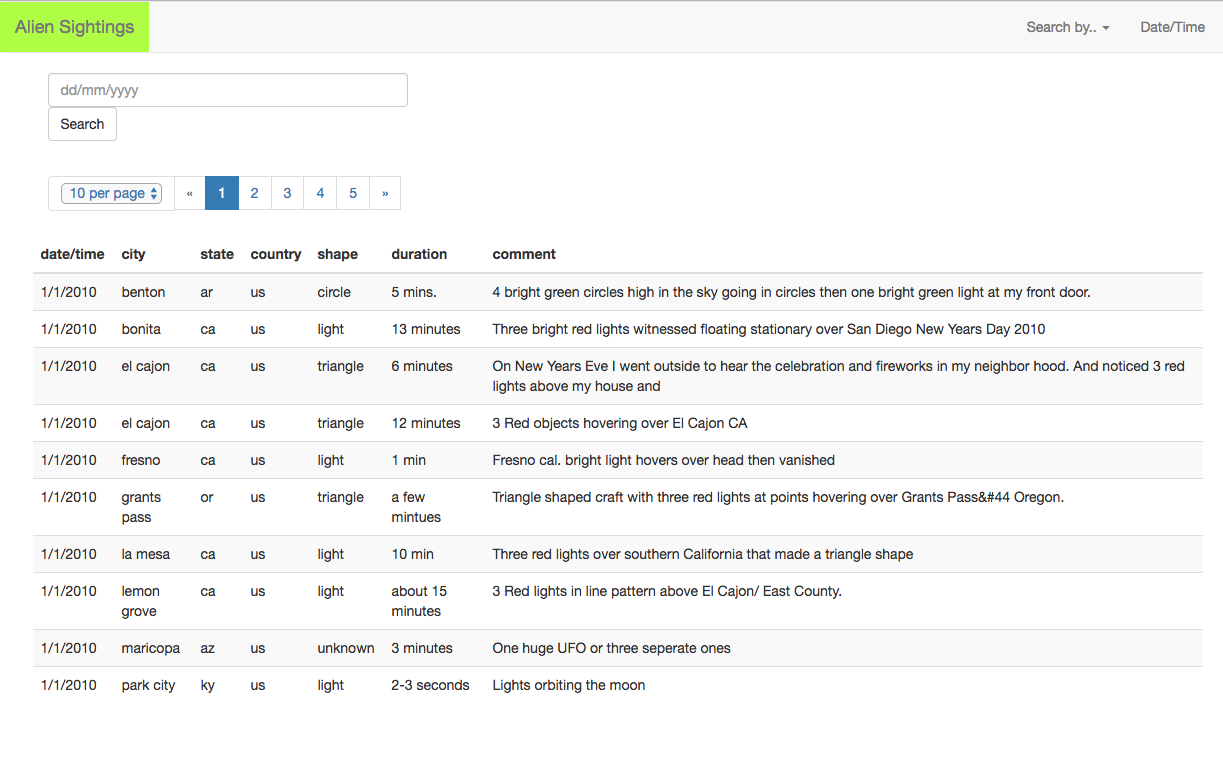 Alien Sightings Search by.. Date/Time
dd/mm/yyyy
Search
10 per page « 1 2 3 4 5 »
date/time city state country shape duration comment
1/1/2010 benton ar us circle 5 mins. 4 bright green circles high in the sky going in circles then one bright green light at my front door.
1/1/2010 bonita ca us light 13 minutes Three bright red lights witnessed floating stationary over San Diego New Years Day 2010
1/1/2010 el cajon ca us triangle 6 minutes On New Years Eve I went outside to hear the celebration and fireworks in my neighbor hood. And noticed 3 red
lights above my house and
1/1/2010 el cajon ca us triangle 12 minutes 3 Red objects hovering over El Cajon CA
1/1/2010 fresno ca us light 1 min Fresno cal. bright light hovers over head then vanished
1/1/2010 grants or us triangle a few Triangle shaped craft with three red lights at points hovering over Grants Pass&#44 Oregon.
pass mintues
1/1/2010 la mesa ca us light 10 min Three red lights over southern California that made a triangle shape
1/1/2010 lemon ca us light about 15 3 Red lights in line pattern above El Cajon/ East County.
grove minutes
1/1/2010 maricopa az us unknown 3 minutes One huge UFO or three seperate ones
1/1/2010 park city ky us light 2-3 seconds Lights orbiting the moon